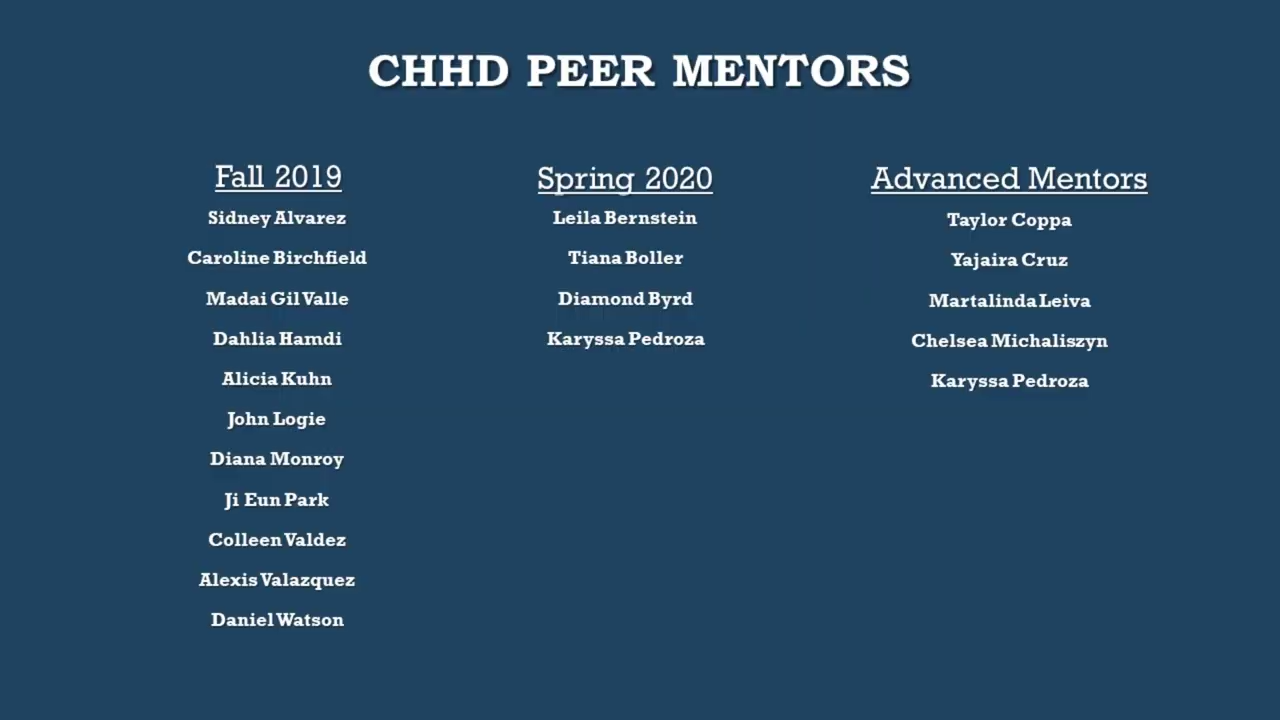 CHHD PEER MENTORS
Fall 2019
Sidney Alvarez
Caroline Birchfield
Madai Gil Valle
Dahlia Hamdi
Alicia Kuhn
John Logie
Diana Monroy
Ji Eun Park
Colleen Valdez
Alexis Valazquez
Daniel Watson
Spring 2020
Leila Bernstein
Tiana Boller
Diamond Byrd
Karyssa Pedroza
Advanced Mentors
Taylor Coppa
Yajaira Cruz
Martalinda Leiva
Chelsea Michaliszyn
Karyssa Pedroza